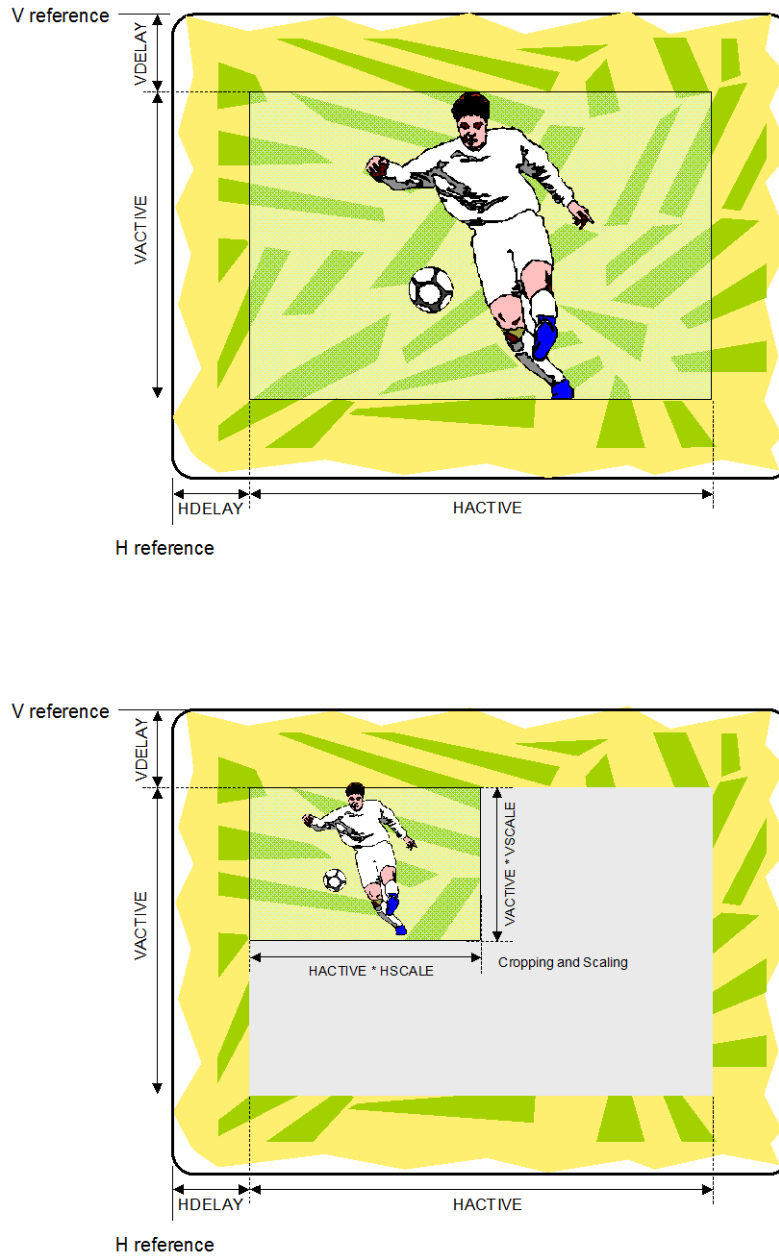 V reference
VDELAY
VACTIVE
HDELAY
HACTIVE
H reference
V reference
VDELAY
VACTIVE
VACTIVE * VSCALE
HACTIVE * HSCALE
Cropping and Scaling
HDELAY
HACTIVE
H reference